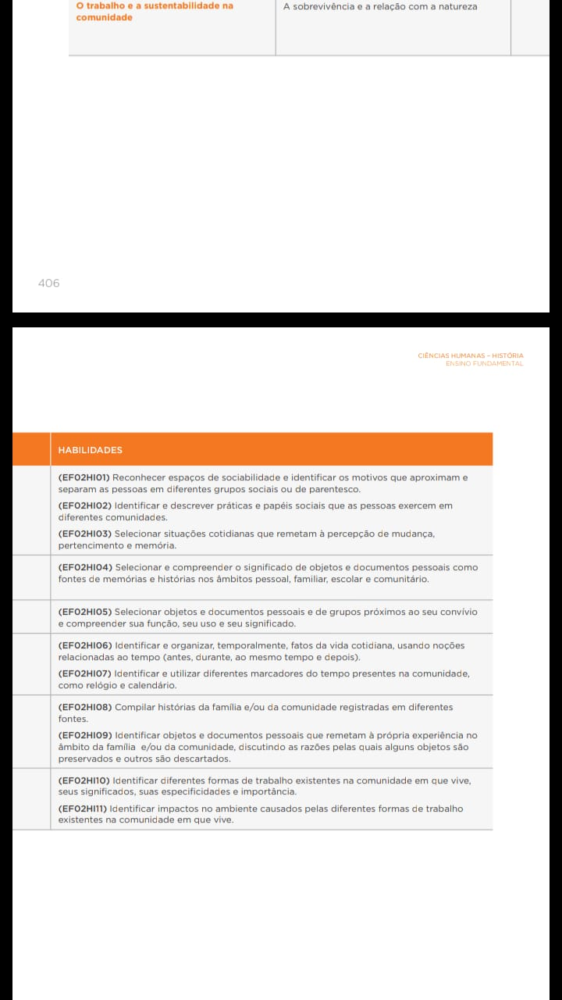 O trabalho e a sustentabilidade na
comunidade
A sobrevivência e a relação com a natureza
406
CIÊNCIAS HUMANAS – HISTÓRIA
ENSINO FUNDAMENTAL
HABILIDADES
(EF02HI01) Reconhecer espaços de sociabilidade e identificar os motivos que aproximam e
separam as pessoas em diferentes grupos sociais ou de parentesco.
(EF02HI02) Identificar e descrever práticas e papéis sociais que as pessoas exercem em
diferentes comunidades.
(EF02HI03) Selecionar situações cotidianas que remetam à percepção de mudança,
pertencimento e memória.
(EF02HI04) Selecionar e compreender o significado de objetos e documentos pessoais como
fontes de memórias e histórias nos âmbitos pessoal, familiar, escolar e comunitário.
(EF02HI05) Selecionar objetos e documentos pessoais e de grupos próximos ao seu convívio
e compreender sua função, seu uso e seu significado.
(EF02HI06) Identificar e organizar, temporalmente, fatos da vida cotidiana, usando noções
relacionadas ao tempo (antes, durante, ao mesmo tempo e depois).
(EF02HI07) Identificar e utilizar diferentes marcadores do tempo presentes na comunidade,
como relógio e calendário.
(EF02HI08) Compilar histórias da família e/ou da comunidade registradas em diferentes
fontes.
(EF02HI09) Identificar objetos e documentos pessoais que remetam à própria experiência no
âmbito da família e/ou da comunidade, discutindo as razões pelas quais alguns objetos são
preservados e outros são descartados.
(EF02HI10) Identificar diferentes formas de trabalho existentes na comunidade em que vive,
seus significados, suas especificidades e importância.
(EF02HI11) Identificar impactos no ambiente causados pelas diferentes formas de trabalho
existentes na comunidade em que vive.